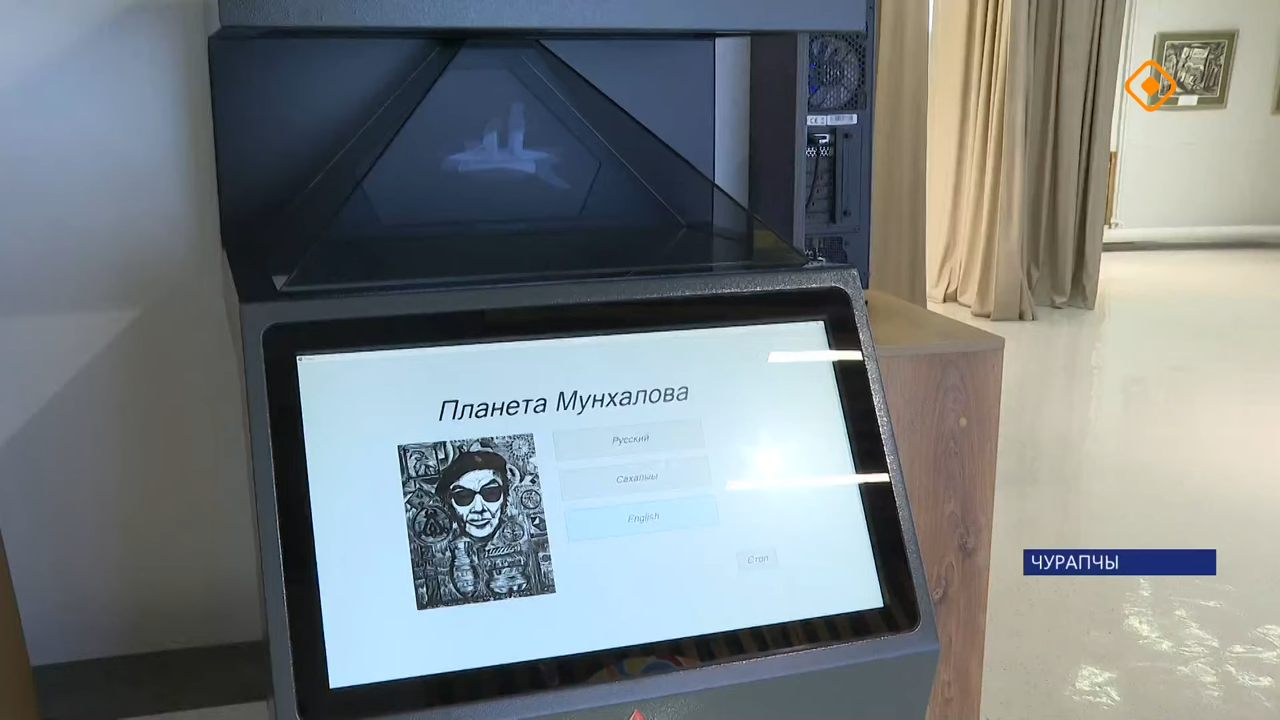 Планета Мунхалова
Русский
Сахалыы
English
Стоп
ЧУРАПЧЫ